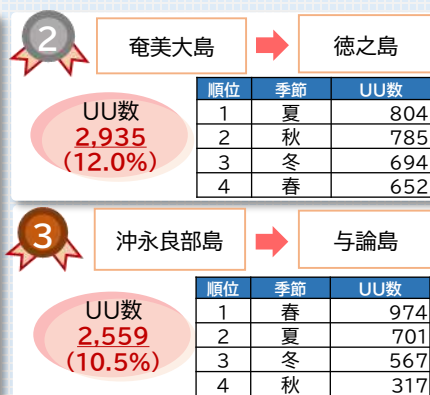 2
奄美大島 徳之島
UU数
2,935
(12.0%)
順位 季節 UU数
1 夏 804
2 秋 785
3 冬 694
4 春 652
3
沖永良部島 与論島
UU数
2,559
(10.5%)
順位 季節 UU数
1 春 974
2 夏 701
3 冬 567
4 秋 317